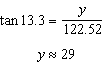 tan 13.3 = y/122.52
y ≈ 29